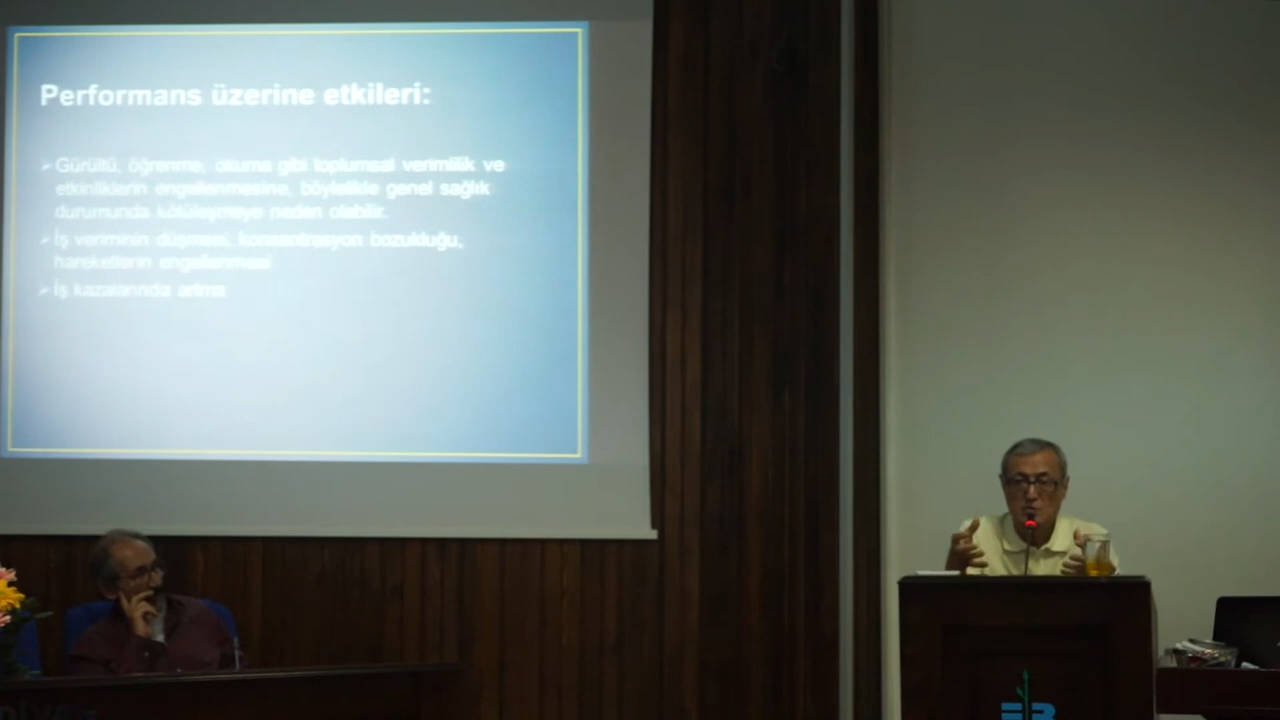 Performans üzerine etkileri:
Gürültü, öğrenme, okuma gibi toplumsal verimlilik ve
etkinliklerin engellenmesine, böylelikle genel sağlık
durumunda kötüleşmeye neden olabilir.
İş veriminin düşmesi, konsantrasyon bozukluğu,
hareketlerin engellenmesi
İş kazalarında artma